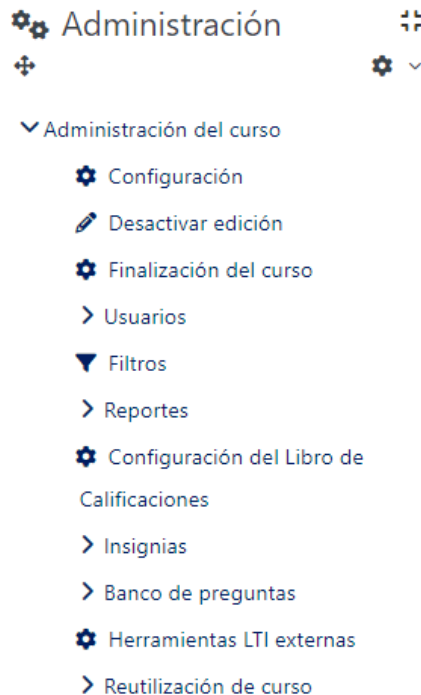 Administración
Administración del curso
Configuración
Desactivar edición
Finalización del curso
Usuarios
Filtros
Reportes
Configuración del Libro de
Calificaciones
Insignias
Banco de preguntas
Herramientas LTI externas
Reutilización de curso